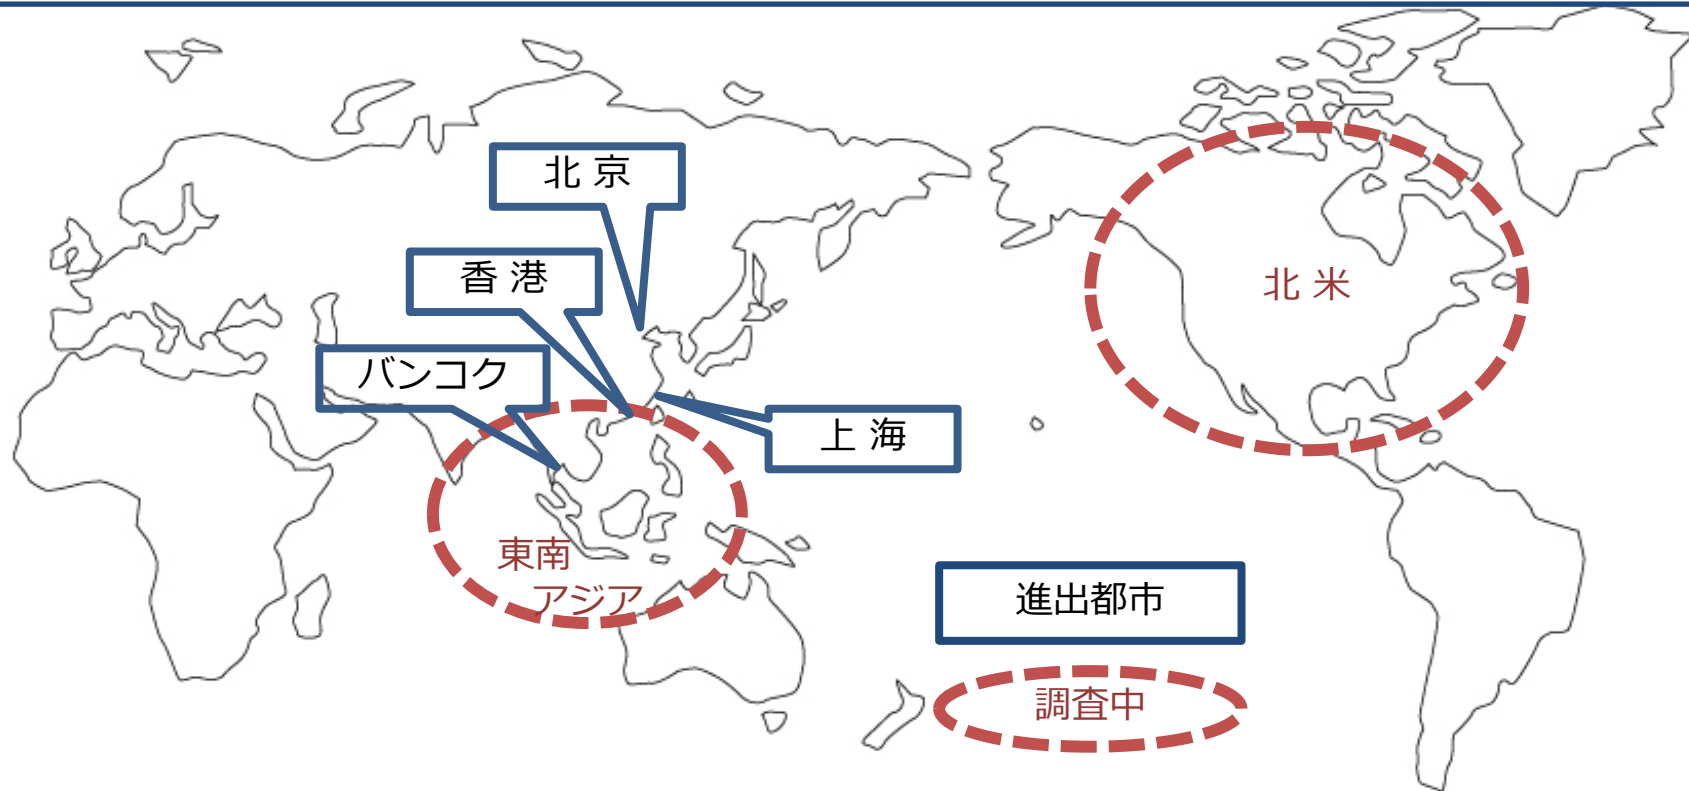 北 京
香 港
バンコク
上 海
北 米
東南
アジア
進出都市
調査中